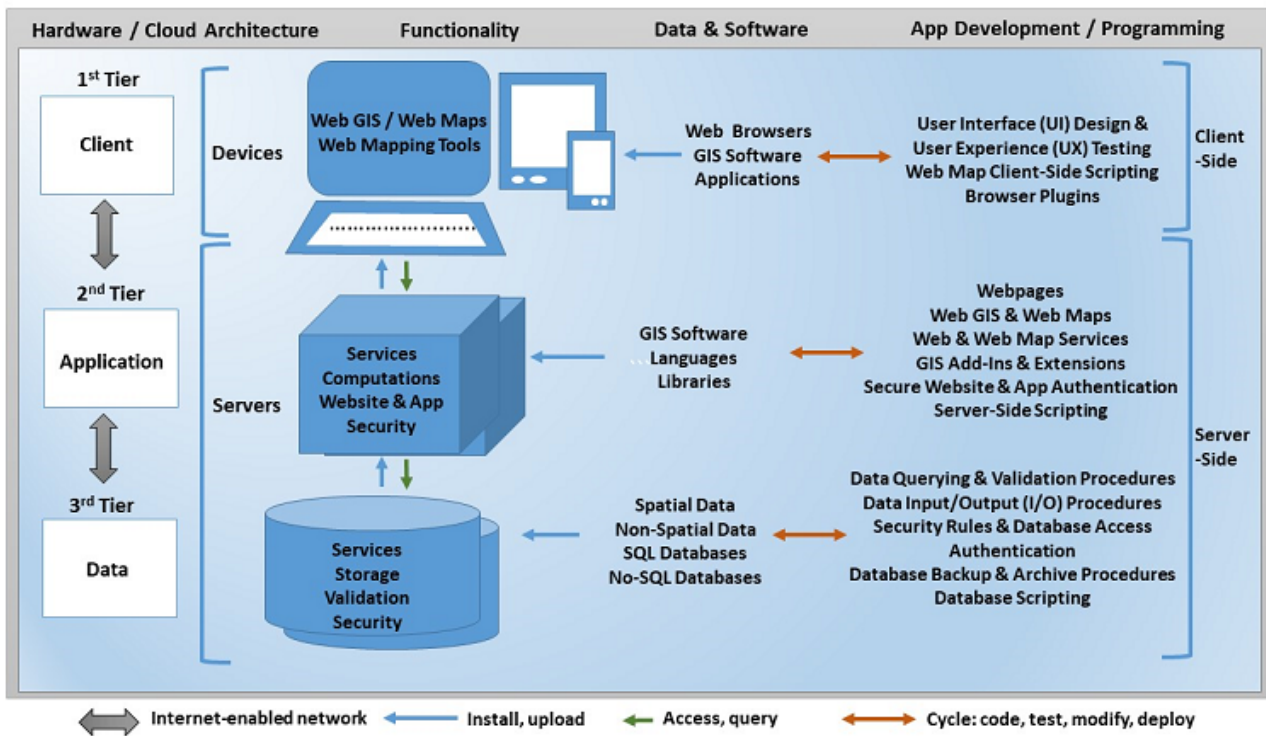 Hardware / Cloud Architecture
Functionality
Data & Software
App Development / Programming
1st Tier
Client
Devices
Web GIS / Web Maps
Web Mapping Tools
Web Browsers
GIS Software
Applications
User Interface (UI) Design &
User Experience (UX) Testing
Web Map Client-Side Scripting
Browser Plugins
Client
-Side
2nd Tier
Application
Servers
Services
Computations
Website & App
Security
GIS Software
Languages
Libraries
Webpages
Web GIS & Web Maps
Web & Web Map Services
GIS Add-Ins & Extensions
Secure Website & App Authentication
Server-Side Scripting
Server
-Side
3rd Tier
Data
Services
Storage
Validation
Security
Spatial Data
Non-Spatial Data
SQL Databases
No-SQL Databases
Data Querying & Validation Procedures
Data Input/Output (I/O) Procedures
Security Rules & Database Access
Authentication
Database Backup & Archive Procedures
Database Scripting
Internet-enabled network
Install, upload
Access, query
Cycle: code, test, modify, deploy